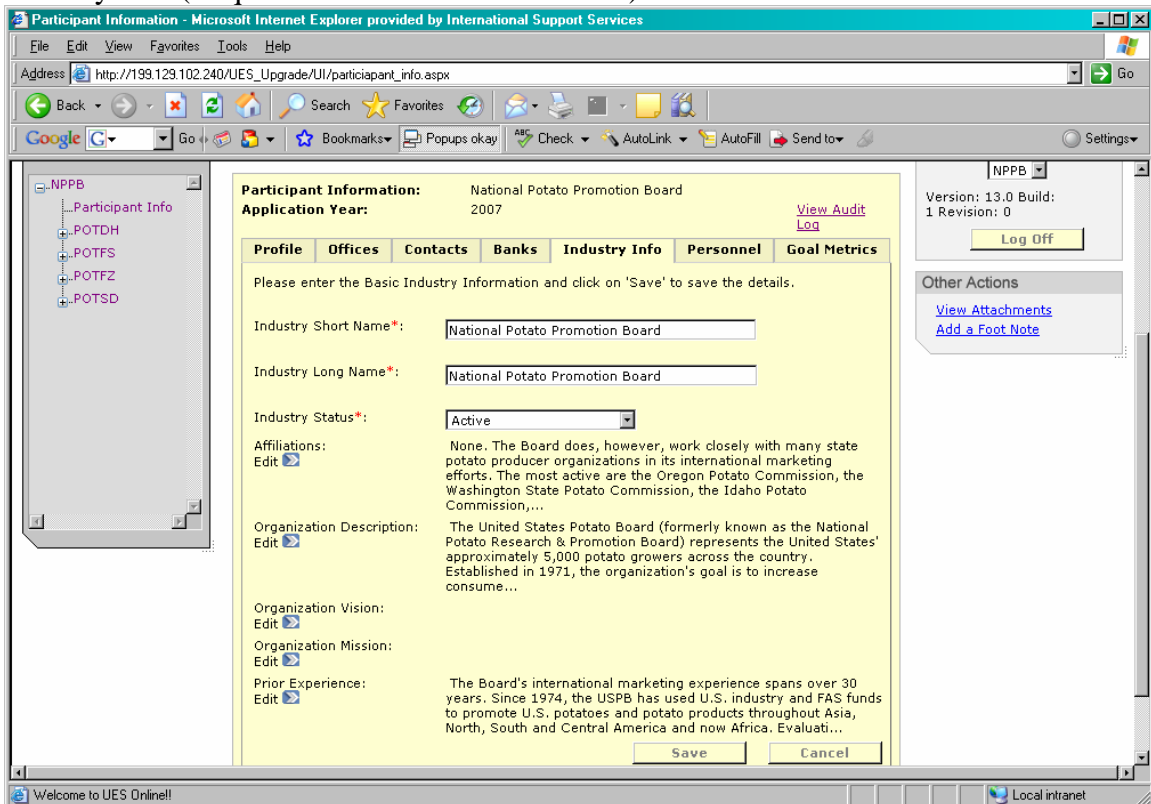 Participant Information - Microsoft Internet Explorer provided by International Support Services
File Edit View Favorites Tools Help
Address http://199.129.102.240/UES_Upgrade/UI/particiapant_info.aspx Go
Back Search Favorites
Google G Go Bookmarks Popups okay ABC Check AutoLink AutoFill Send to Settings
NPPB
Participant Info
POTDH
POTFS
POTFZ
POTSD
Participant Information: National Potato Promotion Board
Application Year: 2007 View Audit
Log
Profile Offices Contacts Banks Industry Info Personnel Goal Metrics
Please enter the Basic Industry Information and click on 'Save' to save the details.
Industry Short Name*: National Potato Promotion Board
Industry Long Name*: National Potato Promotion Board
Industry Status*: Active
Affiliations:
Edit
None. The Board does, however, work closely with many state
potato producer organizations in its international marketing
efforts. The most active are the Oregon Potato Commission, the
Washington State Potato Commission, the Idaho Potato
Commission,...
Organization Description:
Edit
The United States Potato Board (formerly known as the National
Potato Research & Promotion Board) represents the United States'
approximately 5,000 potato growers across the country.
Established in 1971, the organization's goal is to increase
consume...
Organization Vision:
Edit
Organization Mission:
Edit
Prior Experience:
Edit
The Board's international marketing experience spans over 30
years. Since 1974, the USPB has used U.S. industry and FAS funds
to promote U.S. potatoes and potato products throughout Asia,
North, South and Central America and now Africa. Evaluati...
Save Cancel
NPPB
Version: 13.0 Build:
1 Revision: 0
Log Off
Other Actions
View Attachments
Add a Foot Note
Welcome to UES Online!! Local intranet